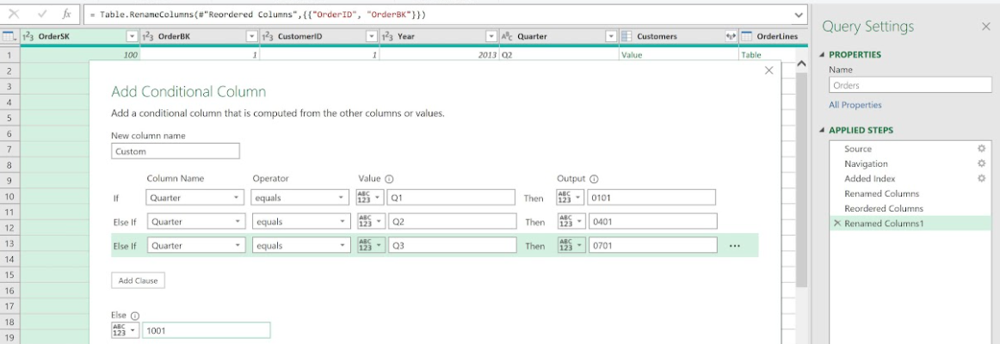 fx = Table.RenameColumns(#"Reordered Columns",{{"OrderID", "OrderBK"}})
Query Settings
1²3 OrderSK 1²3 OrderBK 1²3 CustomerID 1²3 Year ABC Quarter Customers OrderLines
1 100 1 1 2013 Q2 Value Table
2
3
4
5
6
7
8
9
10
11
12
13
14
15
16
17
18
19
Add Conditional Column
Add a conditional column that is computed from the other columns or values.
New column name
Custom
Column Name Operator Value Output
If Quarter equals ABC 123 Q1 Then ABC 123 0101
Else If Quarter equals ABC 123 Q2 Then ABC 123 0401
Else If Quarter equals ABC 123 Q3 Then ABC 123 0701 ...
Add Clause
Else
ABC 123 1001
PROPERTIES
Name
Orders
All Properties
APPLIED STEPS
Source
Navigation
Added Index
Renamed Columns
Reordered Columns
Renamed Columns1